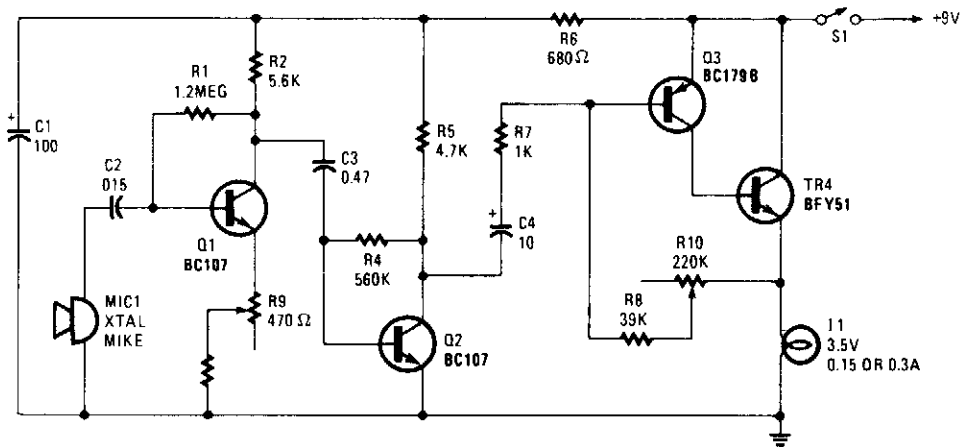 +9V
S1
R6
680Ω
Q3
BC179B
R2
5.6K
R1
1.2MEG
+
C1
100
R5
4.7K
R7
1K
C3
0.47
C2
015
TR4
BFY51
+
C4
10
Q1
BC107
R4
560K
R10
220K
MIC1
XTAL
MIKE
R9
470Ω
R8
39K
Q2
BC107
I1
3.5V
0.15 OR 0.3A